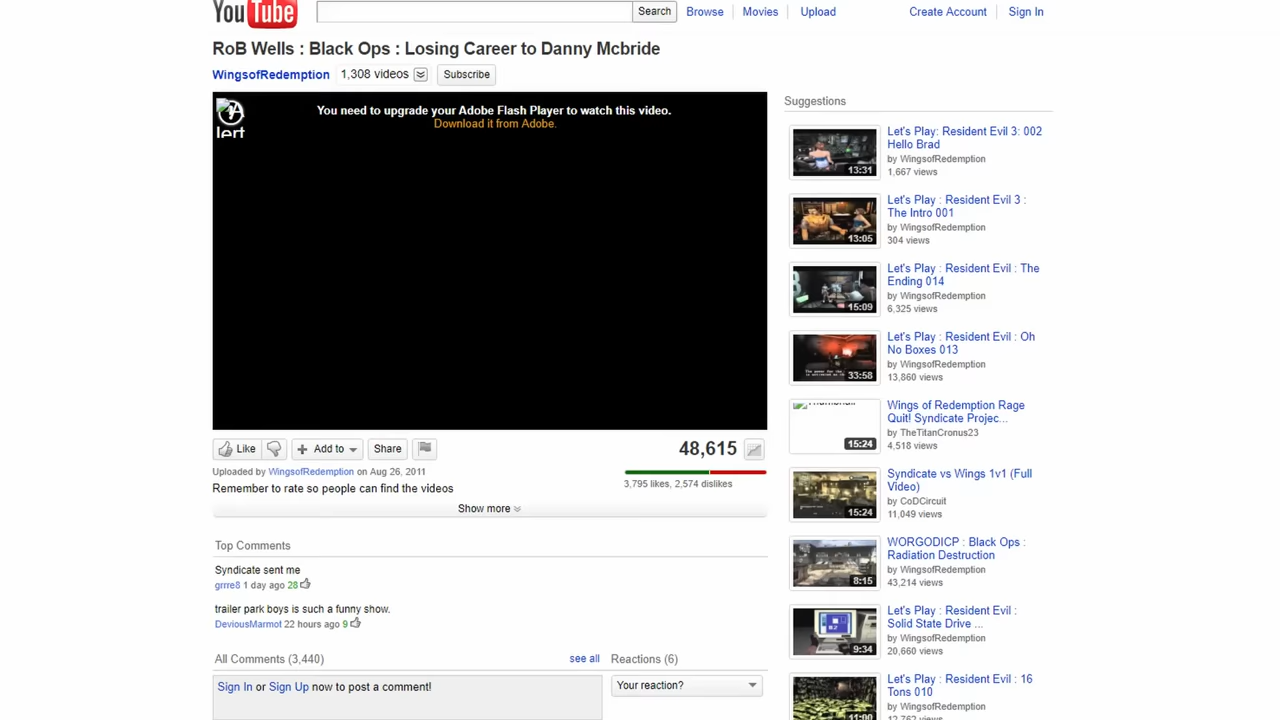 YouTube
Search
Browse
Movies
Upload
Create Account
Sign In
RoB Wells : Black Ops : Losing Career to Danny Mcbride
WingsofRedemption
1,308 videos
Subscribe
You need to upgrade your Adobe Flash Player to watch this video.
Download it from Adobe.
lert
Like
Add to
Share
48,615
Uploaded by WingsofRedemption on Aug 26, 2011
3,795 likes, 2,574 dislikes
Remember to rate so people can find the videos
Show more
Top Comments
Syndicate sent me
grrre8 1 day ago 28
trailer park boys is such a funny show.
DeviousMarmot 22 hours ago 9
All Comments (3,440)
see all
Sign In or Sign Up now to post a comment!
Reactions (6)
Your reaction?
Suggestions
13:31
Let's Play: Resident Evil 3: 002
Hello Brad
by WingsofRedemption
1,667 views
13:05
Let's Play : Resident Evil 3 :
The Intro 001
by WingsofRedemption
304 views
15:09
Let's Play : Resident Evil : The
Ending 014
by WingsofRedemption
6,325 views
33:58
Let's Play : Resident Evil : Oh
No Boxes 013
by WingsofRedemption
13,860 views
15:24
Wings of Redemption Rage
Quit! Syndicate Projec...
by TheTitanCronus23
4,518 views
15:24
Syndicate vs Wings 1v1 (Full
Video)
by CoDCircuit
11,049 views
8:15
WORGODICP : Black Ops :
Radiation Destruction
by WingsofRedemption
43,214 views
9:34
Let's Play : Resident Evil :
Solid State Drive ...
by WingsofRedemption
20,660 views
11:00
Let's Play : Resident Evil : 16
Tons 010
by WingsofRedemption
12,762 views